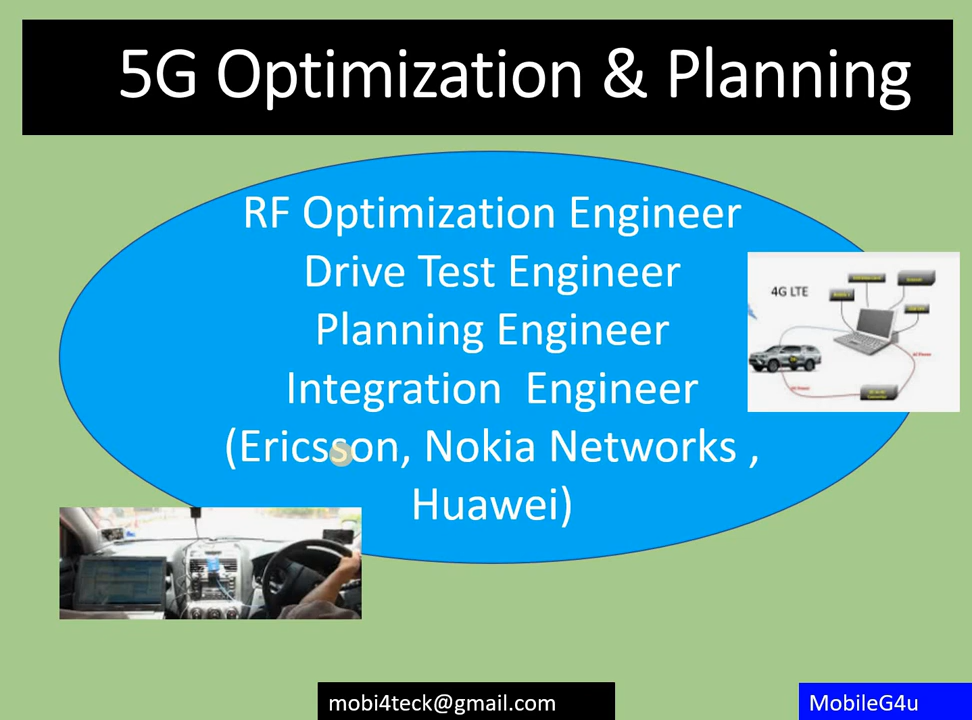 5G Optimization & Planning
RF Optimization Engineer
Drive Test Engineer
Planning Engineer
Integration  Engineer
(Ericsson, Nokia Networks ,
Huawei)
4G LTE
mobi4teck@gmail.com
MobileG4u